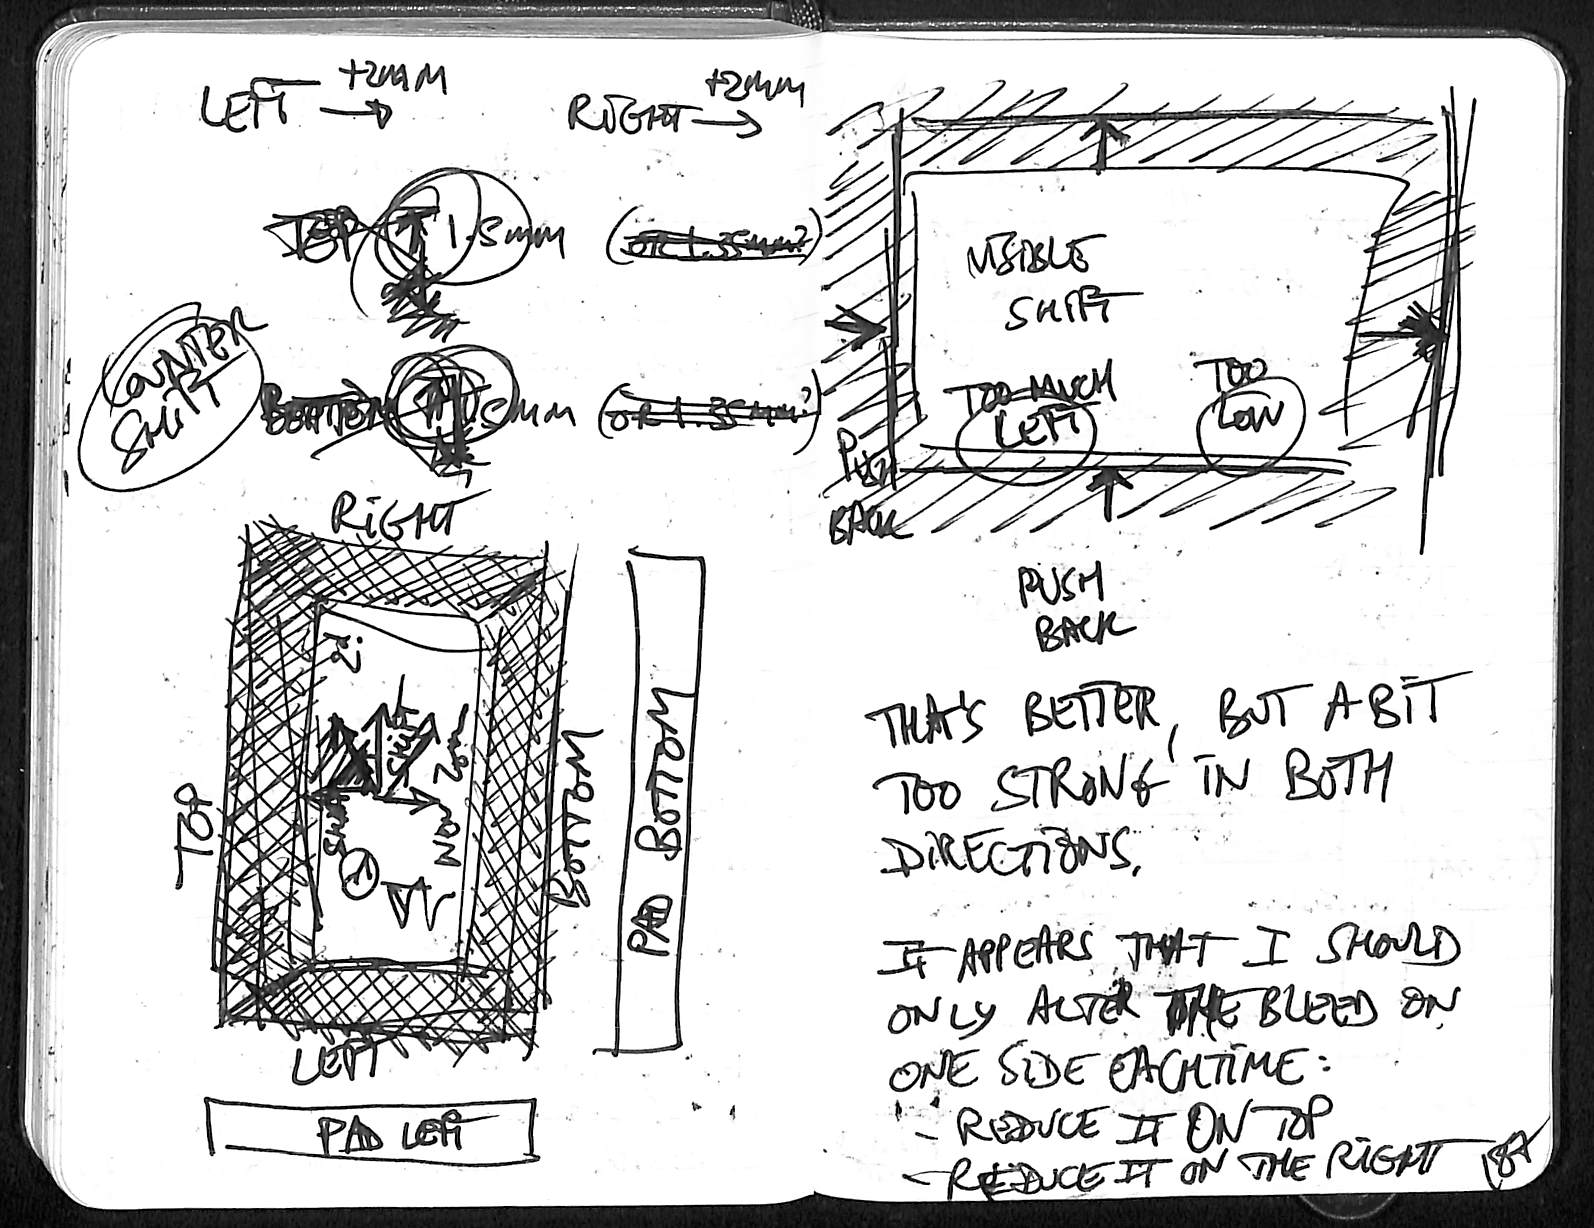 LEFT → +2MM
RIGHT → +2MM
TOP ↑ 1.5mm (OR 1.35mm?)
COUNTER
SHIFT
BOTTOM ↑ 1.5mm (OR 1.35mm?)
RIGHT
TOP
BOTTOM
LEFT
PAD BOTTOM
PAD LEFT
VISIBLE
SHIFT
TOO MUCH
LEFT
TOO
LOW
PUSH
BACK
PUSH
BACK
THAT'S BETTER, BUT A BIT
TOO STRONG IN BOTH
DIRECTIONS.
IT APPEARS THAT I SHOULD
ONLY ALTER THE BLEED ON
ONE SIDE EACH TIME:
- REDUCE IT ON TOP
- REDUCE IT ON THE RIGHT
187